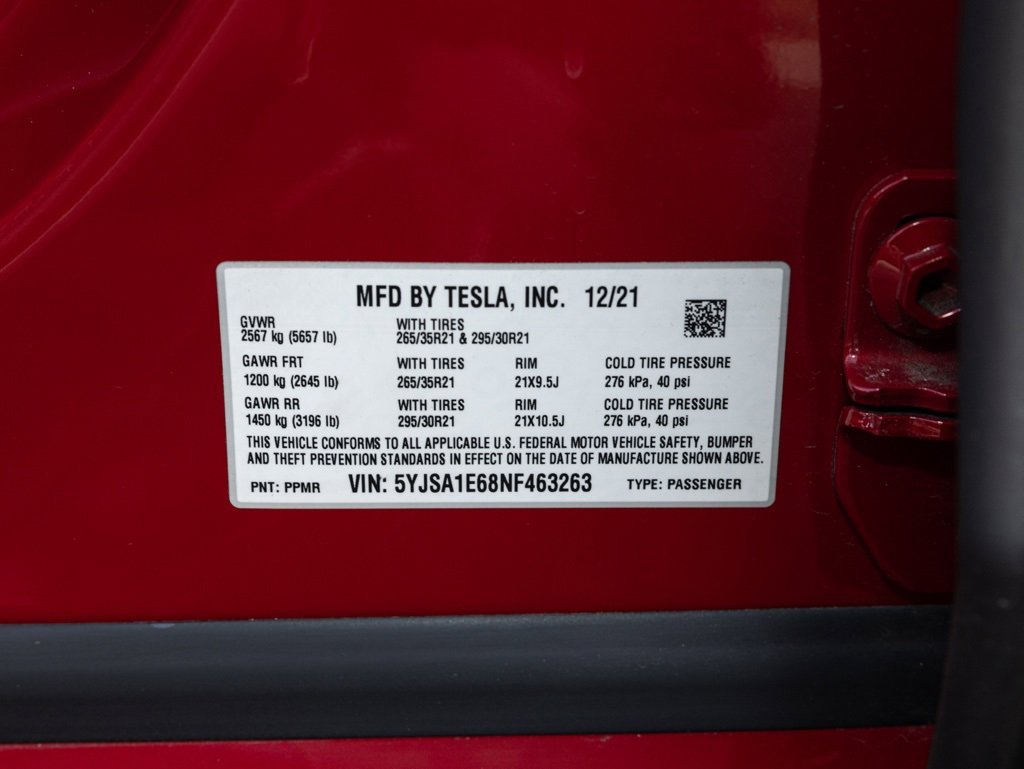 MFD BY TESLA, INC. 12/21
GVWR WITH TIRES
2567 kg (5657 lb) 265/35R21 & 295/30R21
GAWR FRT WITH TIRES RIM COLD TIRE PRESSURE
1200 kg (2645 lb) 265/35R21 21X9.5J 276 kPa, 40 psi
GAWR RR WITH TIRES RIM COLD TIRE PRESSURE
1450 kg (3196 lb) 295/30R21 21X10.5J 276 kPa, 40 psi
THIS VEHICLE CONFORMS TO ALL APPLICABLE U.S. FEDERAL MOTOR VEHICLE SAFETY, BUMPER
AND THEFT PREVENTION STANDARDS IN EFFECT ON THE DATE OF MANUFACTURE SHOWN ABOVE.
PNT: PPMR VIN: 5YJSA1E68NF463263 TYPE: PASSENGER